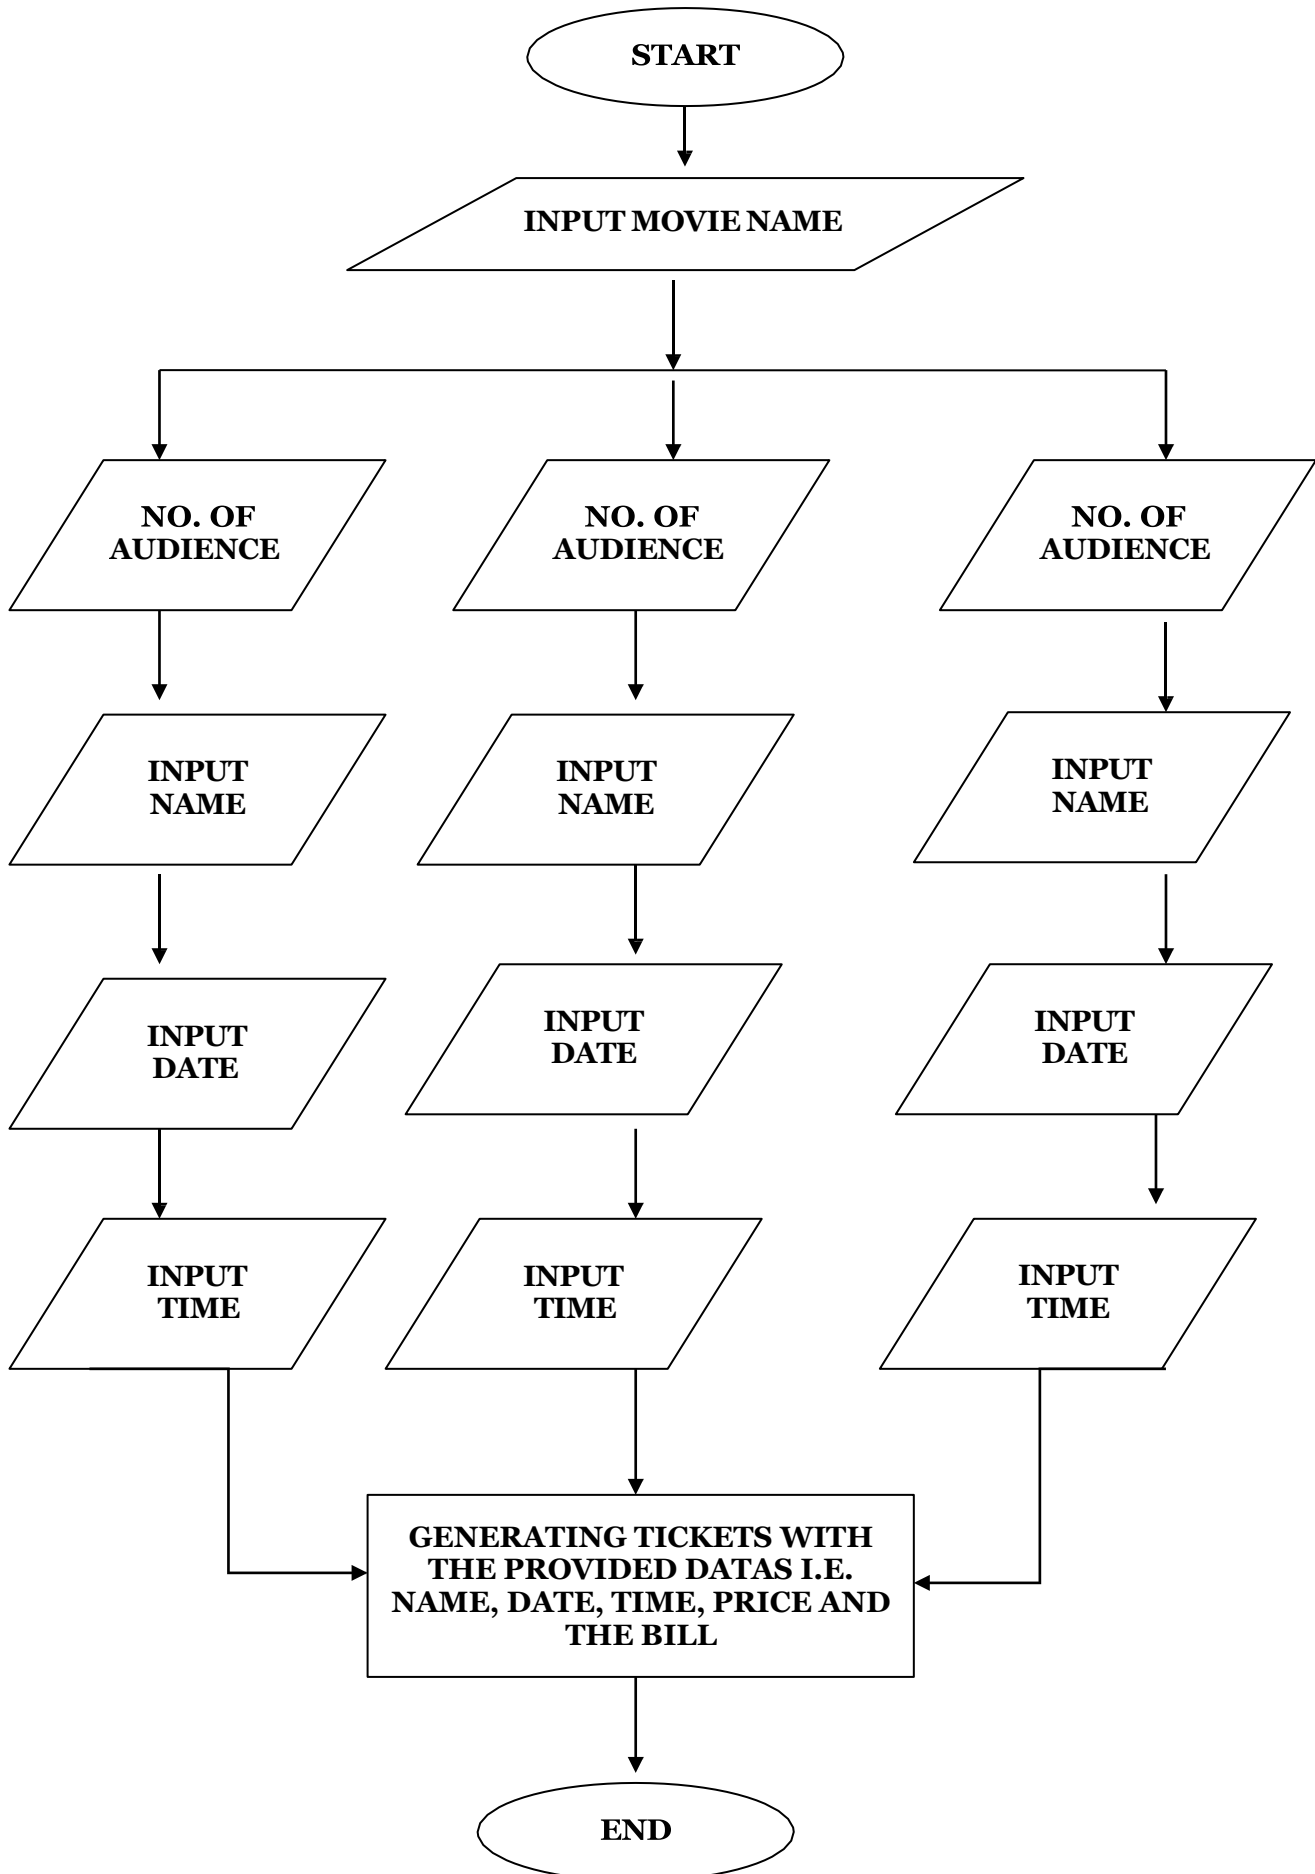 START
INPUT MOVIE NAME
NO. OF
AUDIENCE
NO. OF
AUDIENCE
NO. OF
AUDIENCE
INPUT
NAME
INPUT
NAME
INPUT
NAME
INPUT
DATE
INPUT
DATE
INPUT
DATE
INPUT
TIME
INPUT
TIME
INPUT
TIME
GENERATING TICKETS WITH
THE PROVIDED DATAS I.E.
NAME, DATE, TIME, PRICE AND
THE BILL
END